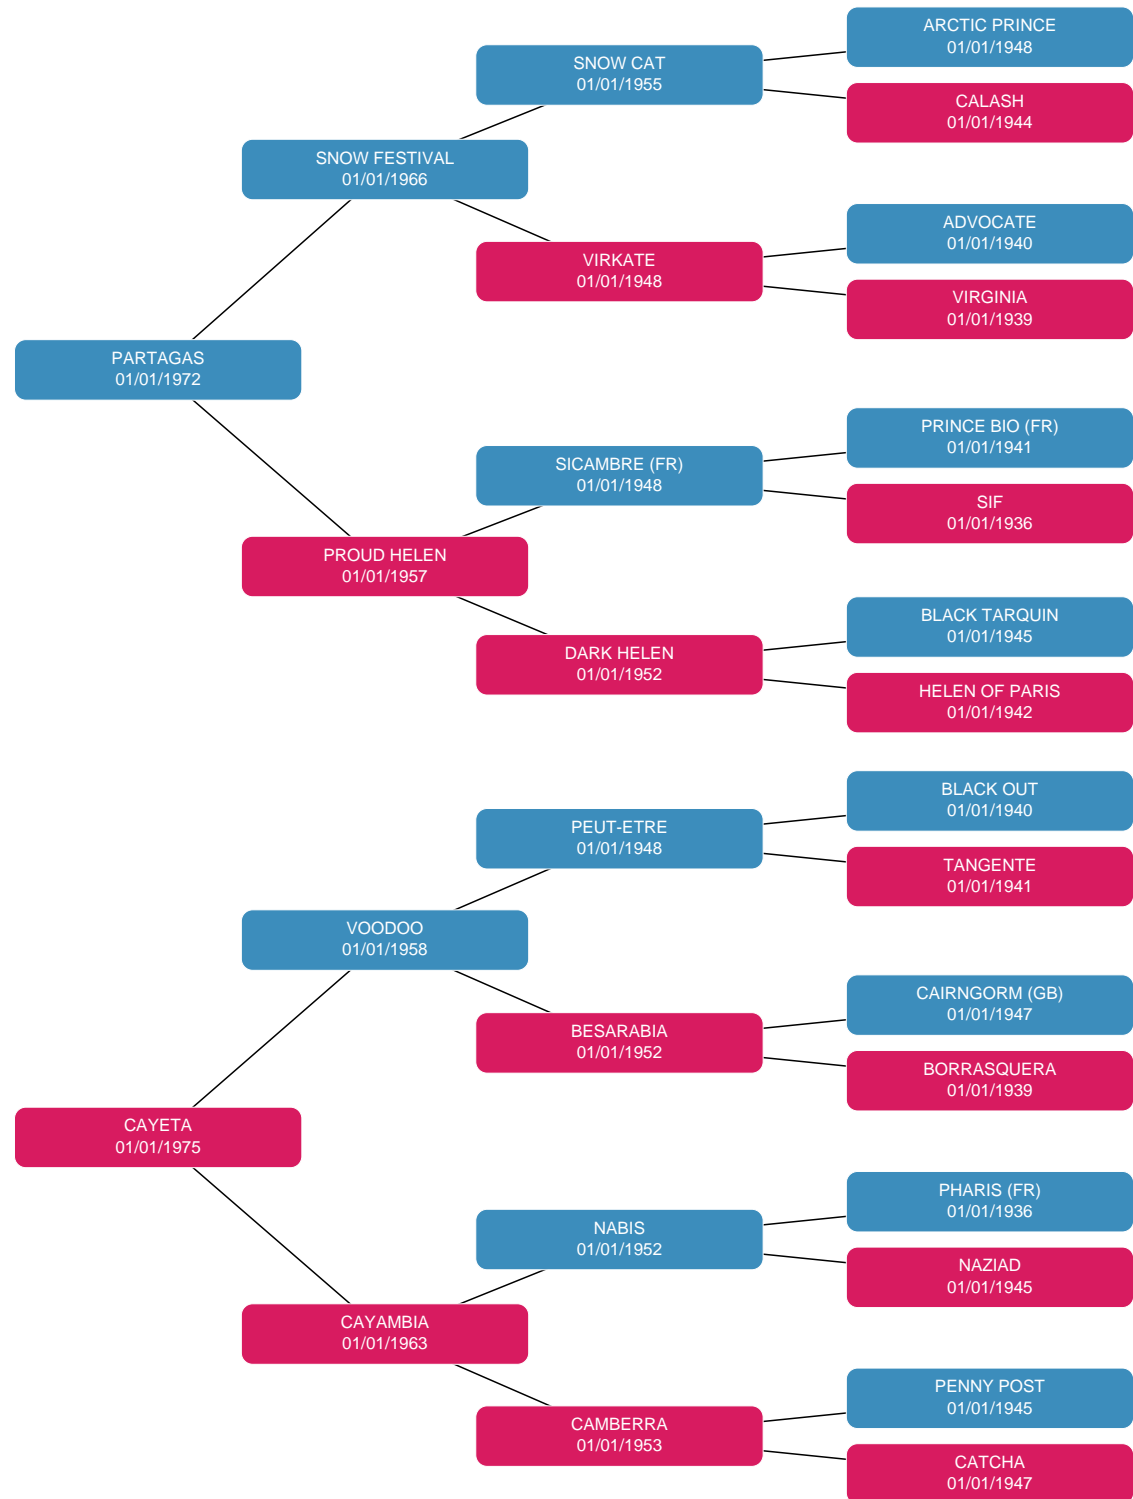 ARCTIC PRINCE
01/01/1948
SNOW CAT
01/01/1955
CALASH
01/01/1944
SNOW FESTIVAL
01/01/1966
ADVOCATE
01/01/1940
VIRKATE
01/01/1948
VIRGINIA
01/01/1939
PARTAGAS
01/01/1972
PRINCE BIO (FR)
01/01/1941
SICAMBRE (FR)
01/01/1948
SIF
01/01/1936
PROUD HELEN
01/01/1957
BLACK TARQUIN
01/01/1945
DARK HELEN
01/01/1952
HELEN OF PARIS
01/01/1942
BLACK OUT
01/01/1940
PEUT-ETRE
01/01/1948
TANGENTE
01/01/1941
VOODOO
01/01/1958
CAIRNGORM (GB)
01/01/1947
BESARABIA
01/01/1952
BORRASQUERA
01/01/1939
CAYETA
01/01/1975
PHARIS (FR)
01/01/1936
NABIS
01/01/1952
NAZIAD
01/01/1945
CAYAMBIA
01/01/1963
PENNY POST
01/01/1945
CAMBERRA
01/01/1953
CATCHA
01/01/1947